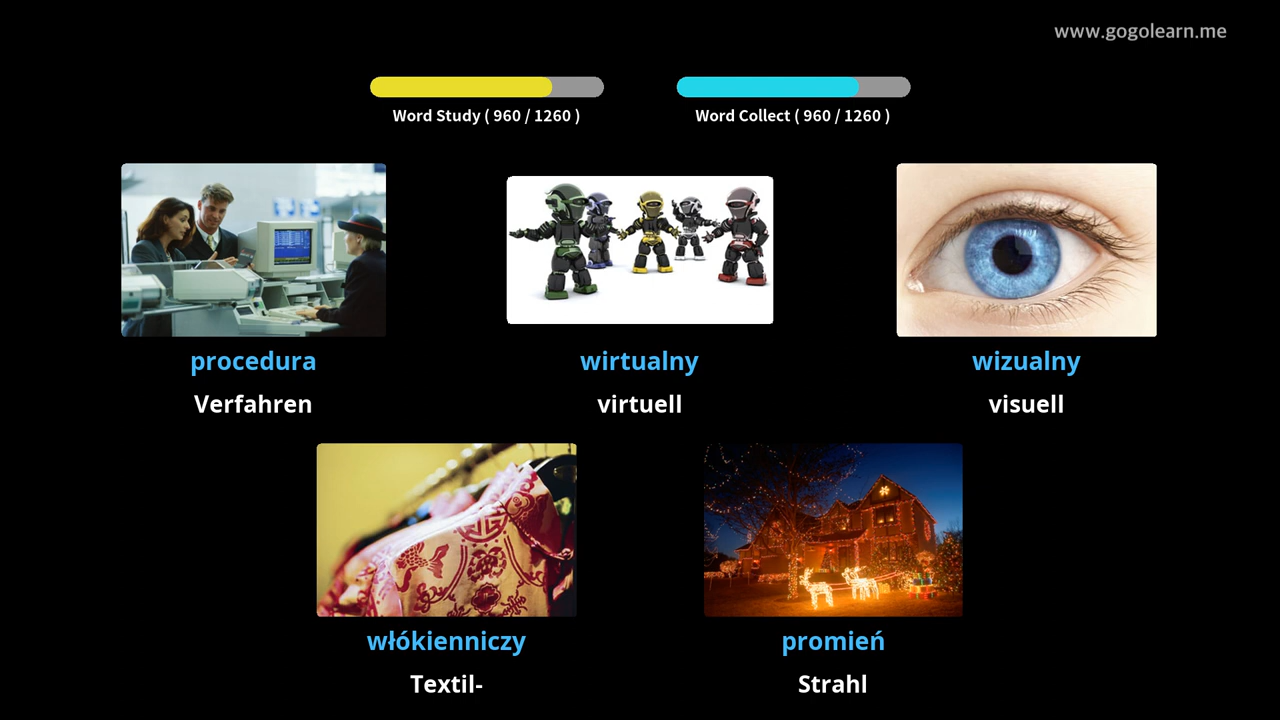 www.gogolearn.me
Word Study ( 960 / 1260 )
Word Collect ( 960 / 1260 )
procedura
Verfahren
wirtualny
virtuell
wizualny
visuell
włókienniczy
Textil-
promień
Strahl